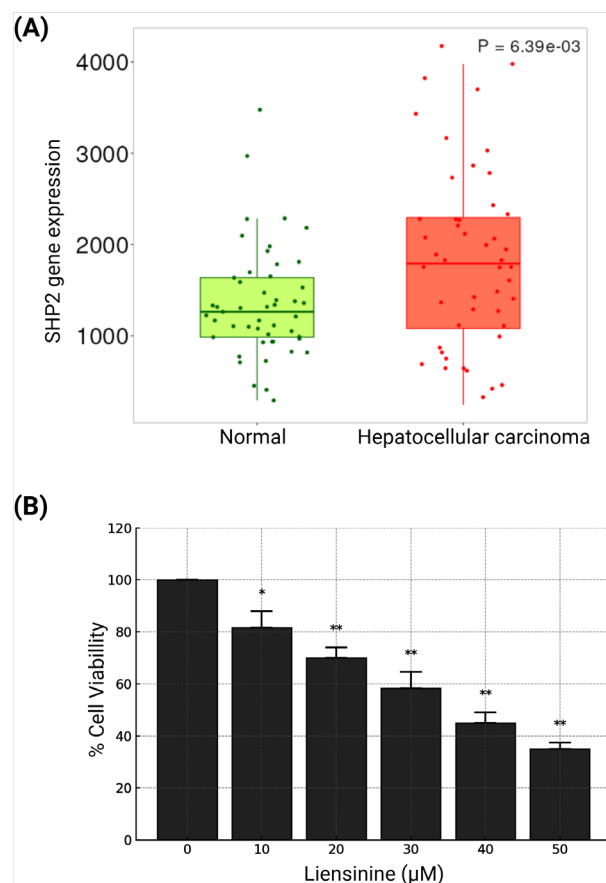 (A)
P = 6.39e-03
4000
3000
2000
1000
SHP2 gene expression
Normal Hepatocellular carcinoma
(B)
120
100
80
60
40
20
0
% Cell Viabillity
* ** ** ** **
0 10 20 30 40 50
Liensinine (µM)